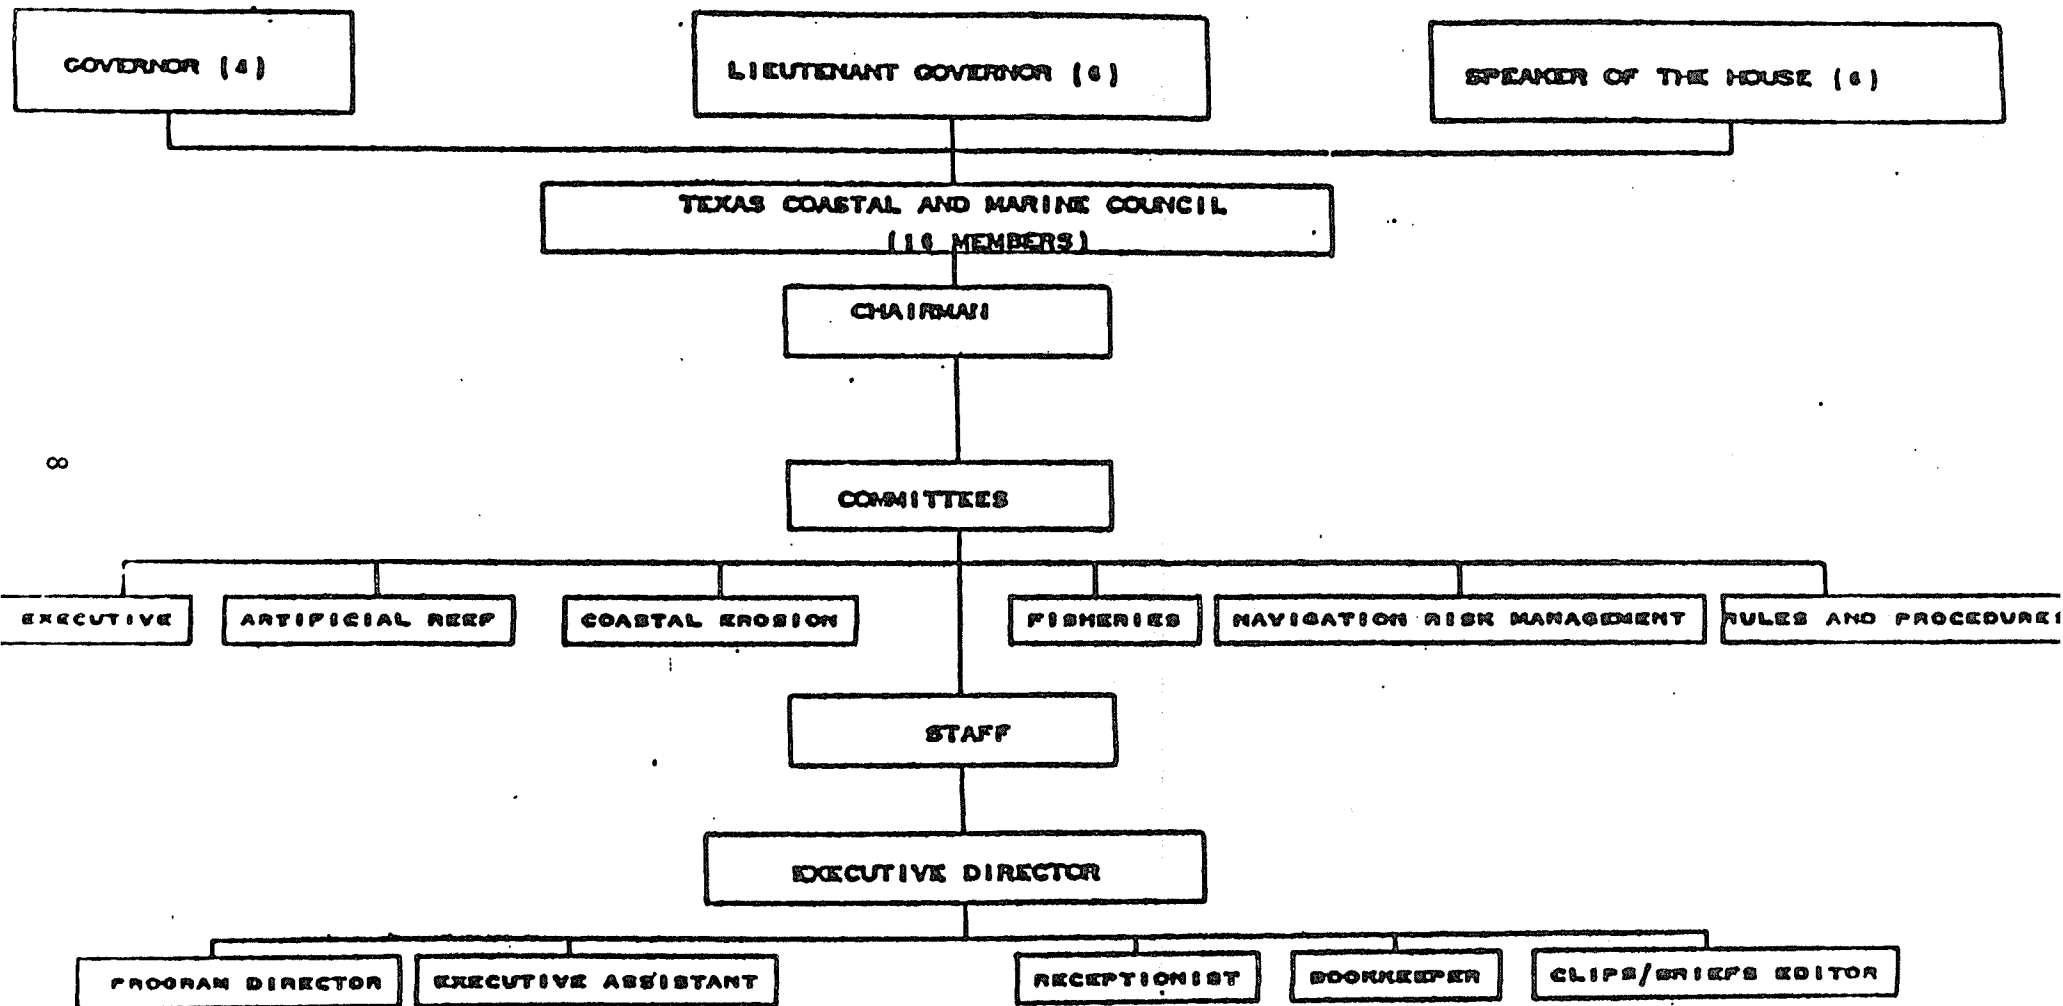 GOVERNOR (4)
LIEUTENANT GOVERNOR (6)
SPEAKER OF THE HOUSE (6)
TEXAS COASTAL AND MARINE COUNCIL
(16 MEMBERS)
CHAIRMAN
8
COMMITTEES
EXECUTIVE
ARTIFICIAL REEF
COASTAL EROSION
FISHERIES
NAVIGATION RISK MANAGEMENT
RULES AND PROCEDURES
STAFF
EXECUTIVE DIRECTOR
PROGRAM DIRECTOR
EXECUTIVE ASSISTANT
RECEPTIONIST
BOOKKEEPER
CLIPS/BRIEFS EDITOR